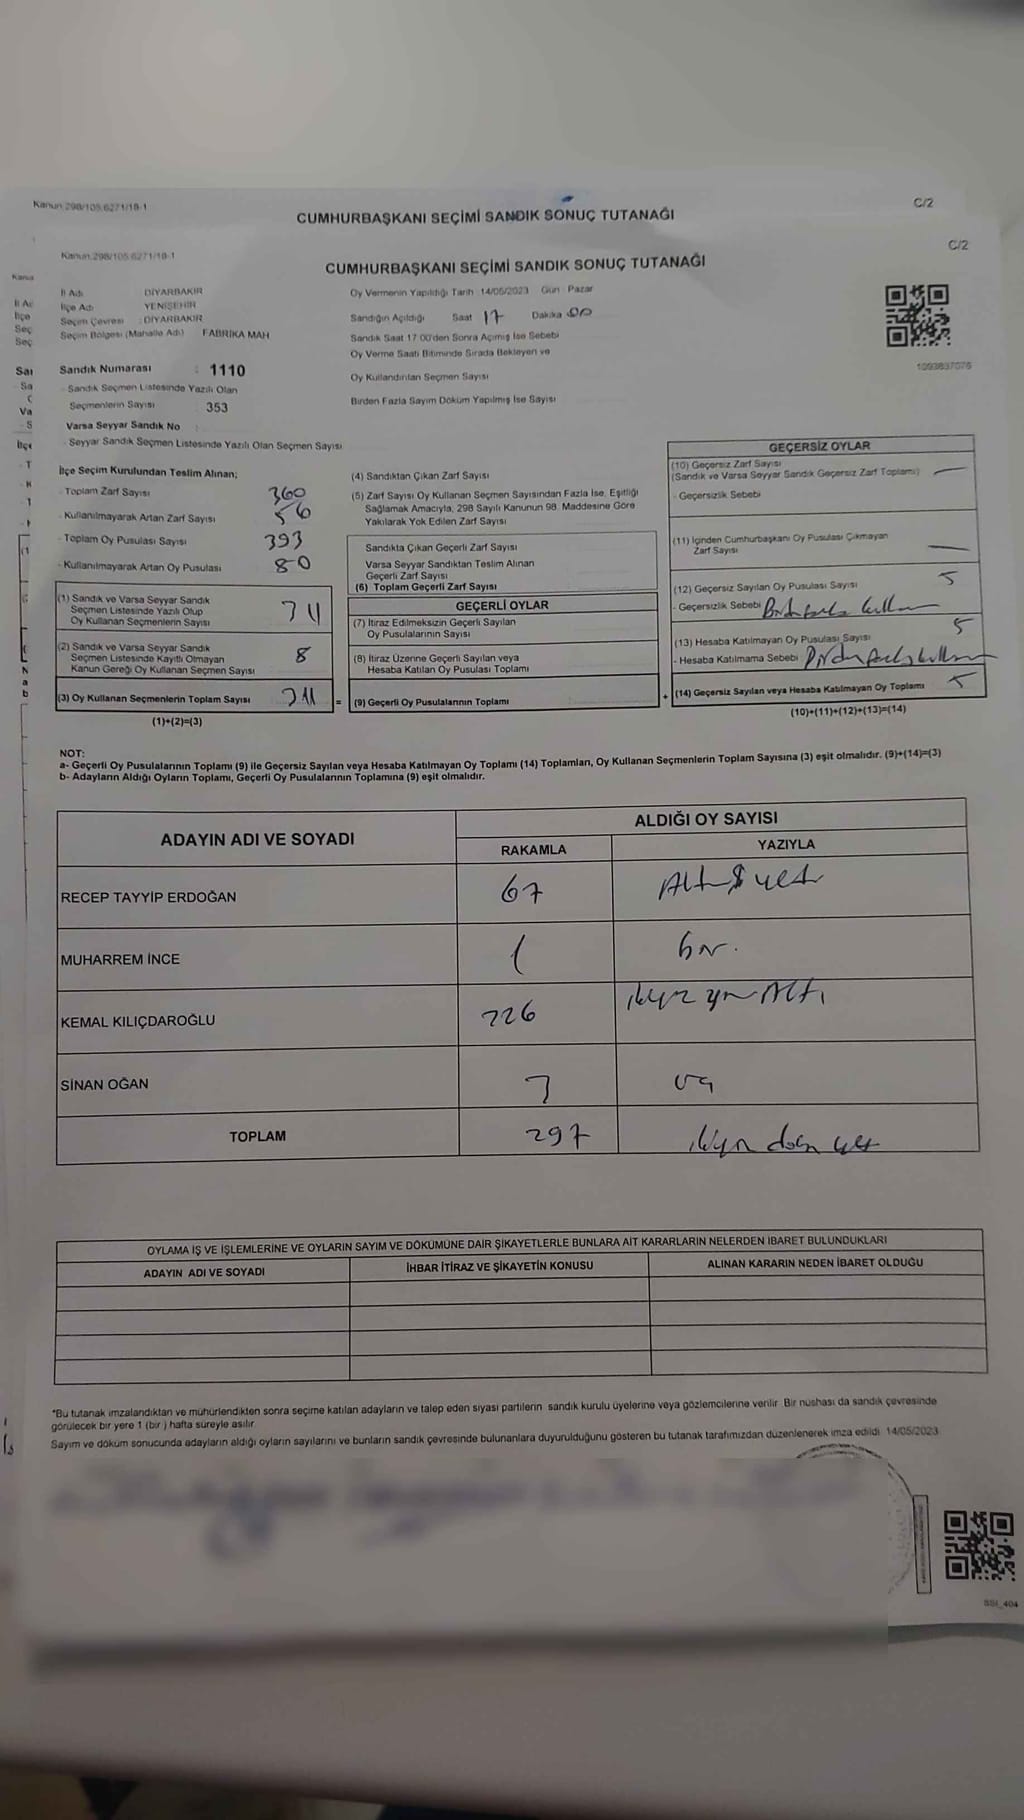 Kanun 298/105.6271/18-1
C/2
CUMHURBAŞKANI SEÇİMİ SANDIK SONUÇ TUTANAĞI
Kanun 298/105.6271/18-1
C/2
CUMHURBAŞKANI SEÇİMİ SANDIK SONUÇ TUTANAĞI
İl Adı DİYARBAKIR
İlçe Adı YENİŞEHİR
Seçim Çevresi : DİYARBAKIR
Seçim Bölgesi (Mahalle Adı) FABRİKA MAH
Sandık Numarası : 1110
- Sandık Seçmen Listesinde Yazılı Olan
Seçmenlerin Sayısı : 353
Varsa Seyyar Sandık No :
- Seyyar Sandık Seçmen Listesinde Yazılı Olan Seçmen Sayısı
Oy Vermenin Yapıldığı Tarih :14/05/2023 Gün : Pazar
Sandığın Açıldığı Saat 17 Dakika 00
Sandık Saat 17 00'den Sonra Açımış İse Sebebi
Oy Verme Saati Bitiminde Sırada Bekleyen ve
Oy Kullandırılan Seçmen Sayısı
Birden Fazla Sayım Döküm Yapılmış İse Sayısı
1093837076
İlçe Seçim Kurulundan Teslim Alınan;
- Toplam Zarf Sayısı 360
- Kullanılmayarak Artan Zarf Sayısı 56
- Toplam Oy Pusulası Sayısı 393
- Kullanılmayarak Artan Oy Pusulası 80
(1) Sandık ve Varsa Seyyar Sandık
Seçmen Listesinde Yazılı Olup
Oy Kullanan Seçmenlerin Sayısı
(2) Sandık ve Varsa Seyyar Sandık
Seçmen Listesinde Kayıtlı Olmayan
Kanun Gereği Oy Kullanan Seçmen Sayısı 8
(3) Oy Kullanan Seçmenlerin Toplam Sayısı =
(1)+(2)=(3)
(4) Sandıktan Çıkan Zarf Sayısı
(5) Zarf Sayısı Oy Kullanan Seçmen Sayısından Fazla İse, Eşitliği
Sağlamak Amacıyla, 298 Sayılı Kanunun 98. Maddesine Göre
Yakılarak Yok Edilen Zarf Sayısı
Sandıkta Çıkan Geçerli Zarf Sayısı
Varsa Seyyar Sandıktan Teslim Alınan
Geçerli Zarf Sayısı
(6) Toplam Geçerli Zarf Sayısı
GEÇERLİ OYLAR
(7) İtiraz Edilmeksizin Geçerli Sayılan
Oy Pusulalarının Sayısı
(8) İtiraz Üzerine Geçerli Sayılan veya
Hesaba Katılan Oy Pusulası Toplamı
(9) Geçerli Oy Pusulalarının Toplamı +
GEÇERSİZ OYLAR
(10) Geçersiz Zarf Sayısı
(Sandık ve Varsa Seyyar Sandık Geçersiz Zarf Toplamı) —
- Geçersizlik Sebebi
(11) İçinden Cumhurbaşkanı Oy Pusulası Çıkmayan
Zarf Sayısı —
(12) Geçersiz Sayılan Oy Pusulası Sayısı 5
- Geçersizlik Sebebi
(13) Hesaba Katılmayan Oy Pusulası Sayısı 5
- Hesaba Katılmama Sebebi
(14) Geçersiz Sayılan veya Hesaba Katılmayan Oy Toplamı 5
(10)+(11)+(12)+(13)=(14)
NOT:
a- Geçerli Oy Pusulalarının Toplamı (9) ile Geçersiz Sayılan veya Hesaba Katılmayan Oy Toplamı (14) Toplamları, Oy Kullanan Seçmenlerin Toplam Sayısına (3) eşit olmalıdır. (9)+(14)=(3)
b- Adayların Aldığı Oyların Toplamı, Geçerli Oy Pusulalarının Toplamına (9) eşit olmalıdır.
ADAYIN ADI VE SOYADI ALDIĞI OY SAYISI
RAKAMLA YAZIYLA
RECEP TAYYİP ERDOĞAN 67 Altmış yedi
MUHARREM İNCE 1 bir.
KEMAL KILIÇDAROĞLU 226 ikiyüz yirmi Altı
SİNAN OĞAN 3 üç
TOPLAM 297
OYLAMA İŞ VE İŞLEMLERİNE VE OYLARIN SAYIM VE DÖKÜMÜNE DAİR ŞİKAYETLERLE BUNLARA AİT KARARLARIN NELERDEN İBARET BULUNDUKLARI
ADAYIN ADI VE SOYADI İHBAR İTİRAZ VE ŞİKAYETİN KONUSU ALINAN KARARIN NEDEN İBARET OLDUĞU
*Bu tutanak imzalandıktan ve mühürlendikten sonra seçime katılan adayların ve talep eden siyasi partilerin sandık kurulu üyelerine veya gözlemcilerine verilir. Bir nüshası da sandık çevresinde
görülecek bir yere 1 (bir ) hafta süreyle asılır
Sayım ve döküm sonucunda adayların aldığı oyların sayılarını ve bunların sandık çevresinde bulunanlara duyurulduğunu gösteren bu tutanak tarafımızdan düzenlenerek imza edildi 14/05/2023
SSI_404